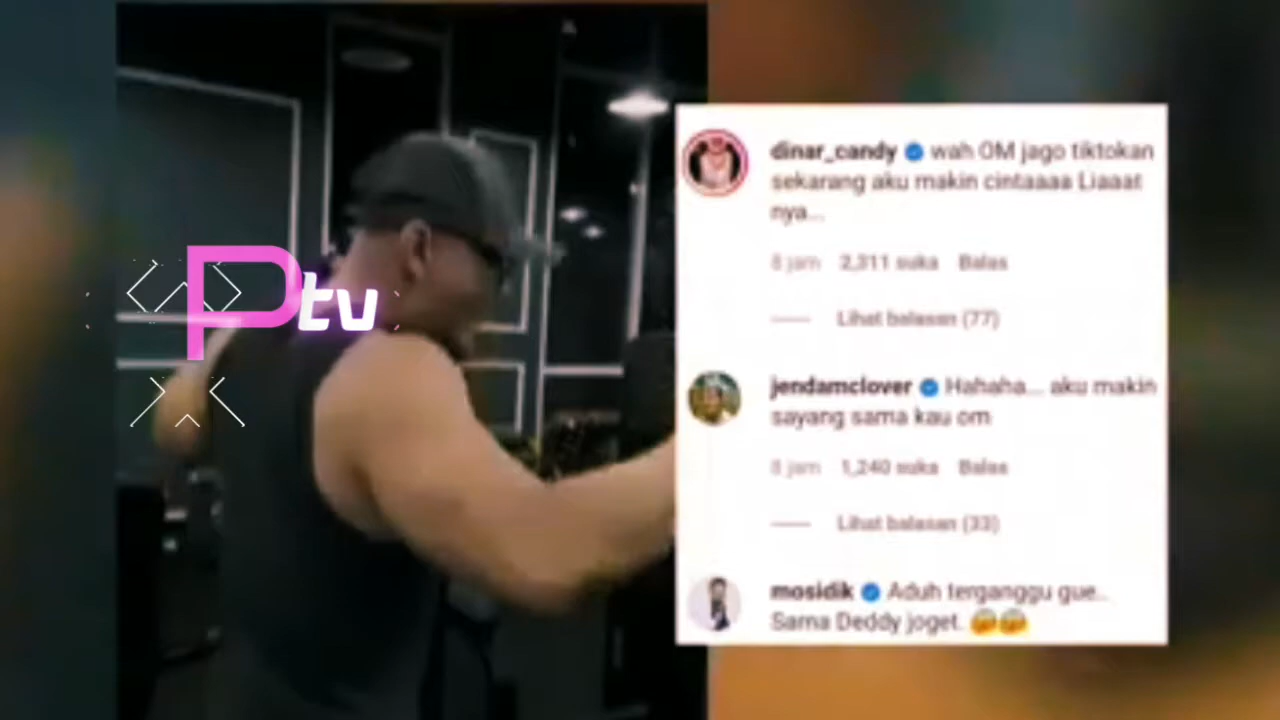 Ptv
dinar_candy wah OM jago tiktokan
sekarang aku makin cintaaaa Liaaat
nya...
8 jam 2,311 suka Balas
Lihat balasan (77)
jendamclover Hahaha... aku makin
sayang sama kau om
8 jam 1,240 suka Balas
Lihat balasan (33)
mosidik Aduh terganggu gue..
Sama Deddy joget. 😱😱